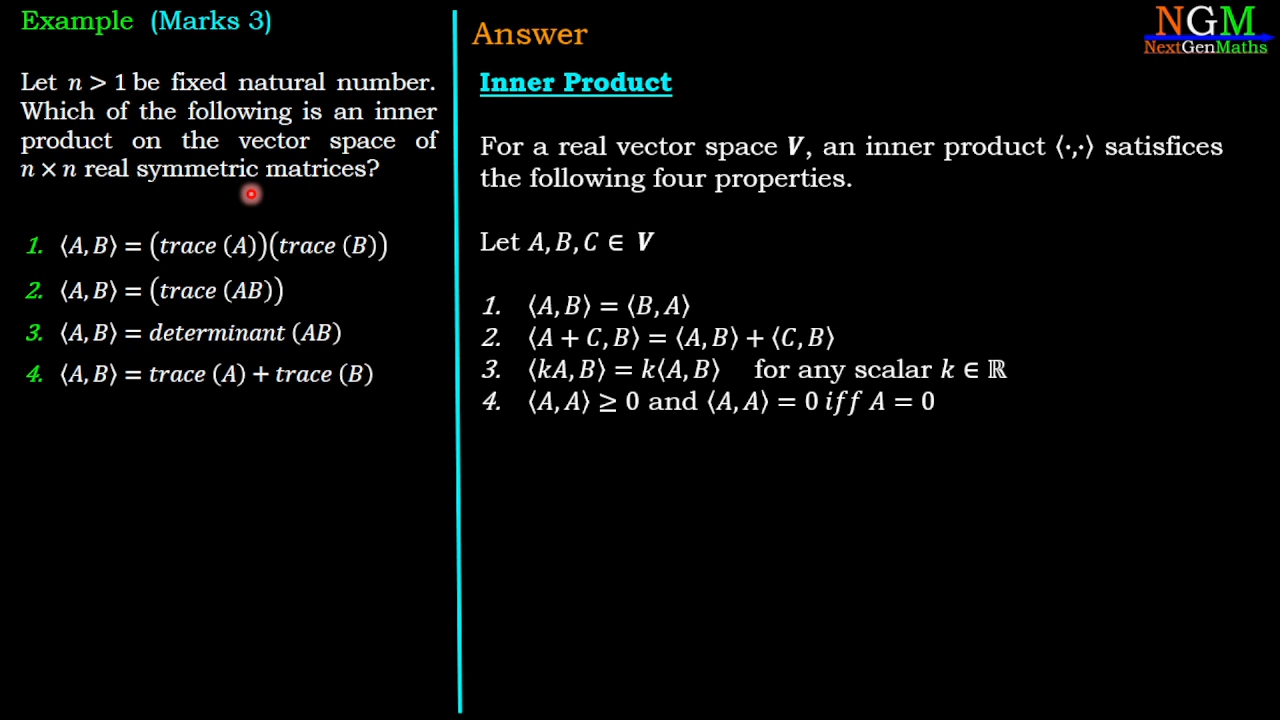 Example (Marks 3)
Let n > 1 be fixed natural number.
Which of the following is an inner
product on the vector space of
n × n real symmetric matrices?
1. ⟨A, B⟩ = (trace (A))(trace (B))
2. ⟨A, B⟩ = (trace (AB))
3. ⟨A, B⟩ = determinant (AB)
4. ⟨A, B⟩ = trace (A) + trace (B)
Answer
Inner Product
For a real vector space V, an inner product ⟨·,·⟩ satisfices
the following four properties.
Let A, B, C ∈ V
1. ⟨A, B⟩ = ⟨B, A⟩
2. ⟨A + C, B⟩ = ⟨A, B⟩ + ⟨C, B⟩
3. ⟨kA, B⟩ = k⟨A, B⟩ for any scalar k ∈ ℝ
4. ⟨A, A⟩ ≥ 0 and ⟨A, A⟩ = 0 iff A = 0
NGM
NextGenMaths